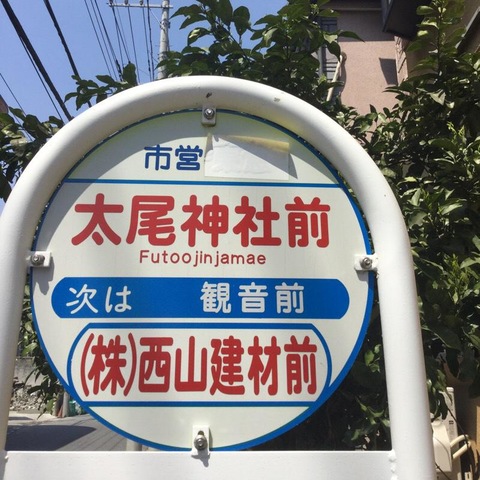 市営
太尾神社前
Futoojinjamae
次は 観音前
(株)西山建材前